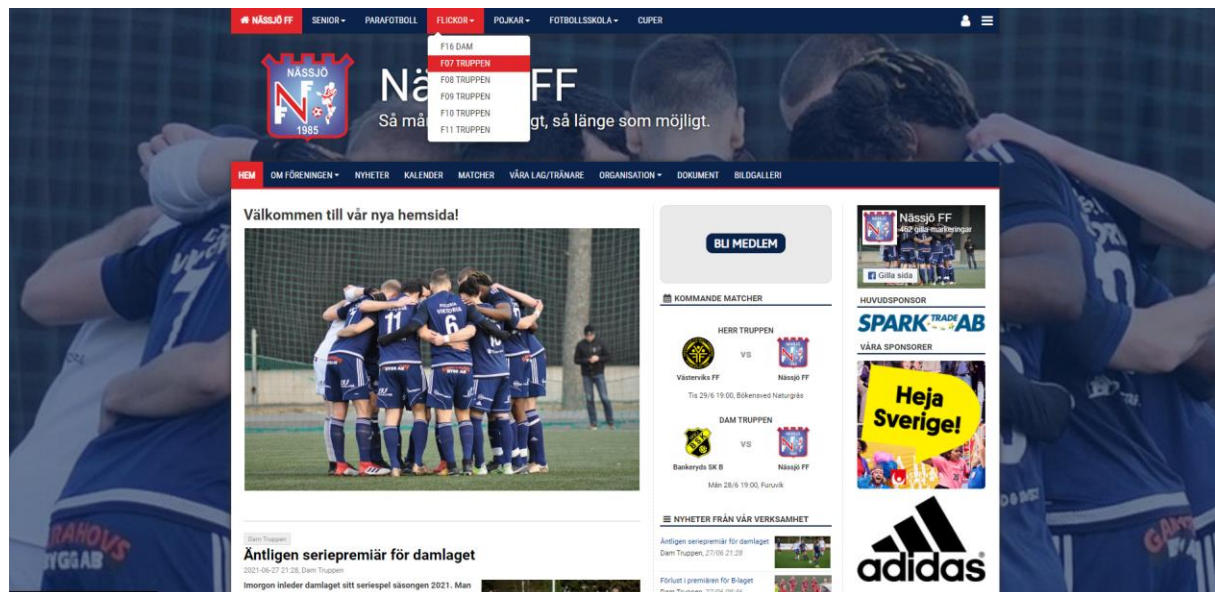 NÄSSJÖ FF SENIOR PARAFOTBOLL FLICKOR POJKAR FOTBOLLSSKOLA CUPER
F16 DAM
F07 TRUPPEN
F08 TRUPPEN
F09 TRUPPEN
F10 TRUPPEN
F11 TRUPPEN
NÄSSJÖ
N F F
1985
Nä FF
Så må gt, så länge som möjligt.
HEM OM FÖRENINGEN NYHETER KALENDER MATCHER VÅRA LAG/TRÄNARE ORGANISATION DOKUMENT BILDGALLERI
Välkommen till vår nya hemsida!
11 6
Dam Truppen
Äntligen seriepremiär för damlaget
2021-06-27 21:28, Dam Truppen
Imorgon inleder damlaget sitt seriespel säsongen 2021. Man
BLI MEDLEM
KOMMANDE MATCHER
HERR TRUPPEN
VS
Västerviks FF Nässjö FF
Tis 29/6 19:00, Bökensved Naturgräs
DAM TRUPPEN
BSK
VS
Bankeryds SK B Nässjö FF
Mån 28/6 19:00, Furuvik
NYHETER FRÅN VÅR VERKSAMHET
Äntligen seriepremiär för damlaget
Dam Truppen, 27/06 21:28
Förlust i premiären för B-laget
Nässjö FF
462 gilla-markeringar
Gilla sida
HUVUDSPONSOR
SPARK TRADE AB
VÅRA SPONSORER
Heja
Sverige!
adidas